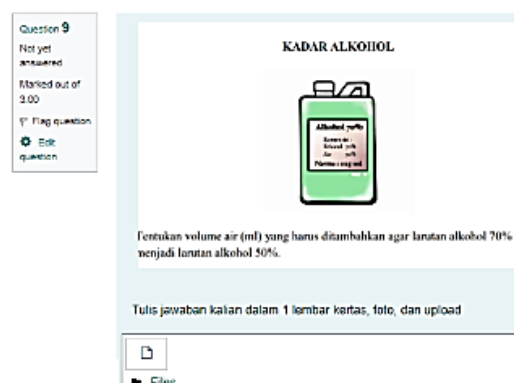 Question 9
Not yet
answered
Marked out of
3.00
Flag question
Edit
question
KADAR ALKOHOL
Alkohol
Tentukan volume air (ml) yang harus ditambahkan agar larutan alkohol 70%
menjadi larutan alkohol 50%.
Tulis jawaban kalian dalam 1 lembar kertas, foto, dan upload
Files